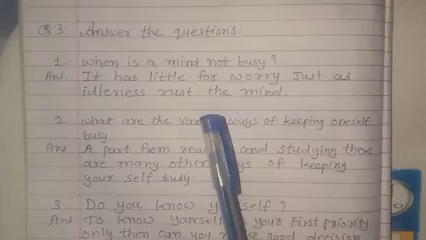 Q3. Answer the questions:
1. when is a mind not busy?
Ans. It has little for worry Just as
idleness rust the mind.
2. what are the ways of keeping oneself
busy.
Ans A part from and studying there
are many other of keeping
your self busy.
3. Do you know ?
Ans To know your First priority
only then can you good decision